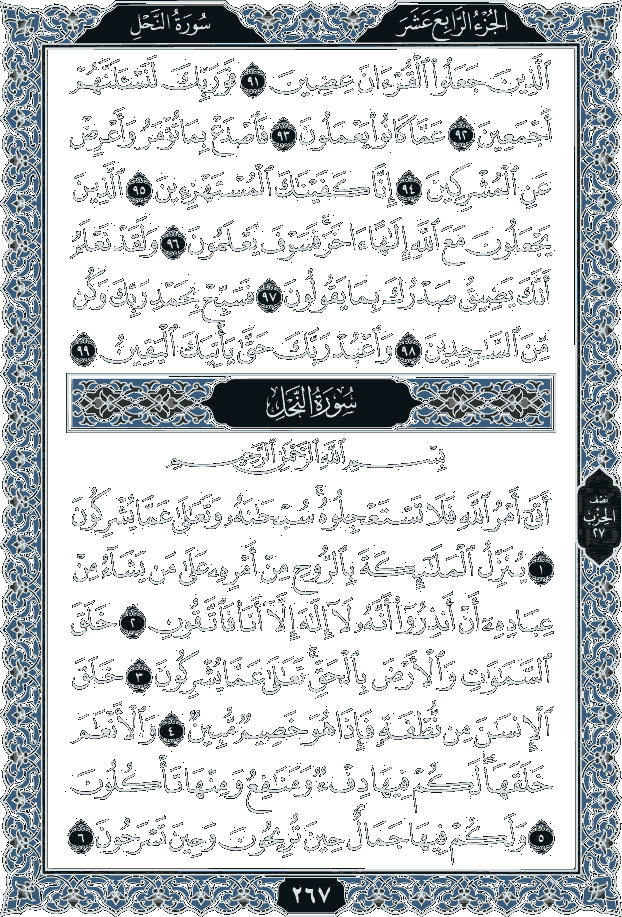 الجُزْءُ الرَّابِعَ عَشَرَ
سُورَةُ النَّحْلِ
ٱلَّذِينَ جَعَلُوا۟ ٱلْقُرْءَانَ عِضِينَ ٩١ فَوَرَبِّكَ لَنَسْـَٔلَنَّهُمْ
أَجْمَعِينَ ٩٢ عَمَّا كَانُوا۟ يَعْمَلُونَ ٩٣ فَٱصْدَعْ بِمَا تُؤْمَرُ وَأَعْرِضْ
عَنِ ٱلْمُشْرِكِينَ ٩٤ إِنَّا كَفَيْنَـٰكَ ٱلْمُسْتَهْزِءِينَ ٩٥ ٱلَّذِينَ
يَجْعَلُونَ مَعَ ٱللَّهِ إِلَـٰهًا ءَاخَرَ ۚ فَسَوْفَ يَعْلَمُونَ ٩٦ وَلَقَدْ نَعْلَمُ
أَنَّكَ يَضِيقُ صَدْرُكَ بِمَا يَقُولُونَ ٩٧ فَسَبِّحْ بِحَمْدِ رَبِّكَ وَكُن
مِّنَ ٱلسَّـٰجِدِينَ ٩٨ وَٱعْبُدْ رَبَّكَ حَتَّىٰ يَأْتِيَكَ ٱلْيَقِينُ ٩٩
سُورَةُ النَّحْلِ
بِسْمِ ٱللَّهِ ٱلرَّحْمَـٰنِ ٱلرَّحِيمِ
أَتَىٰٓ أَمْرُ ٱللَّهِ فَلَا تَسْتَعْجِلُوهُ ۚ سُبْحَـٰنَهُۥ وَتَعَـٰلَىٰ عَمَّا يُشْرِكُونَ
نصف
الحِزْب
٢٧
١ يُنَزِّلُ ٱلْمَلَـٰٓئِكَةَ بِٱلرُّوحِ مِنْ أَمْرِهِۦ عَلَىٰ مَن يَشَآءُ مِنْ
عِبَادِهِۦٓ أَنْ أَنذِرُوٓا۟ أَنَّهُۥ لَآ إِلَـٰهَ إِلَّآ أَنَا۠ فَٱتَّقُونِ ٢ خَلَقَ
ٱلسَّمَـٰوَٰتِ وَٱلْأَرْضَ بِٱلْحَقِّ ۚ تَعَـٰلَىٰ عَمَّا يُشْرِكُونَ ٣ خَلَقَ
ٱلْإِنسَـٰنَ مِن نُّطْفَةٍ فَإِذَا هُوَ خَصِيمٌ مُّبِينٌ ٤ وَٱلْأَنْعَـٰمَ
خَلَقَهَا ۗ لَكُمْ فِيهَا دِفْءٌ وَمَنَـٰفِعُ وَمِنْهَا تَأْكُلُونَ
٥ وَلَكُمْ فِيهَا جَمَالٌ حِينَ تُرِيحُونَ وَحِينَ تَسْرَحُونَ ٦
٢٦٧